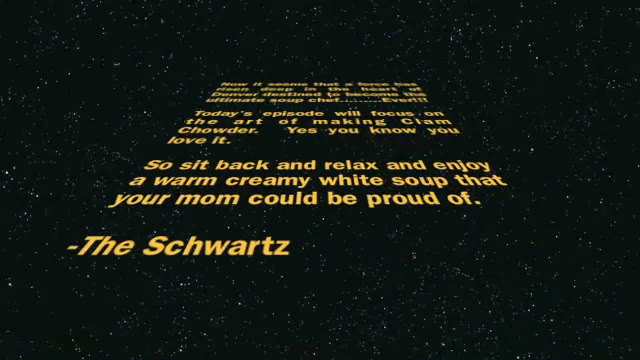 Now it seems that a force has
risen deep in the heart of
Denver destined to become the
ultimate soup chef..........Ever!!!
Today's episode will focus on
the art of making Clam
Chowder. Yes you know you
love it.
So sit back and relax and enjoy
a warm creamy white soup that
your mom could be proud of.
-The Schwartz